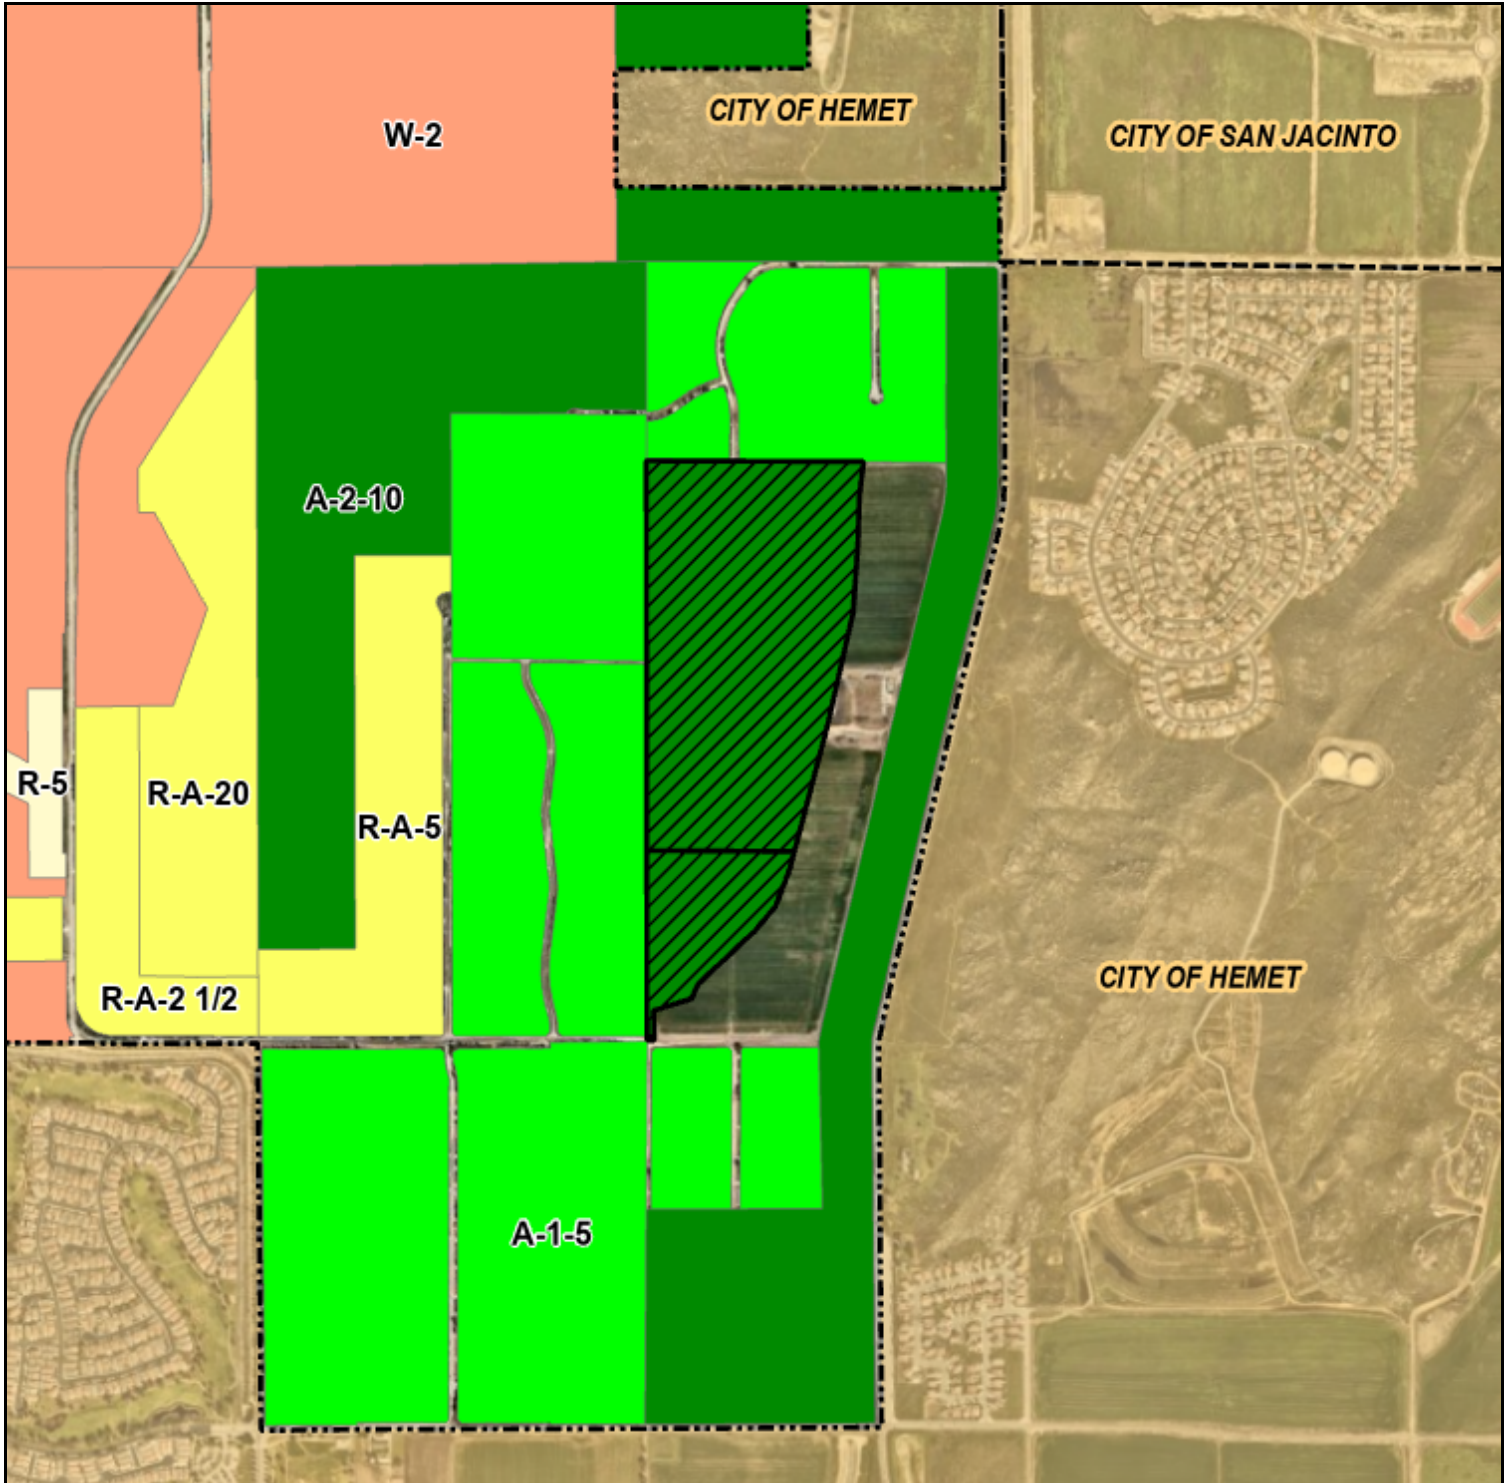 CITY OF HEMET
W-2
CITY OF SAN JACINTO
A-2-10
R-5
R-A-20
R-A-5
CITY OF HEMET
R-A-2 1/2
A-1-5